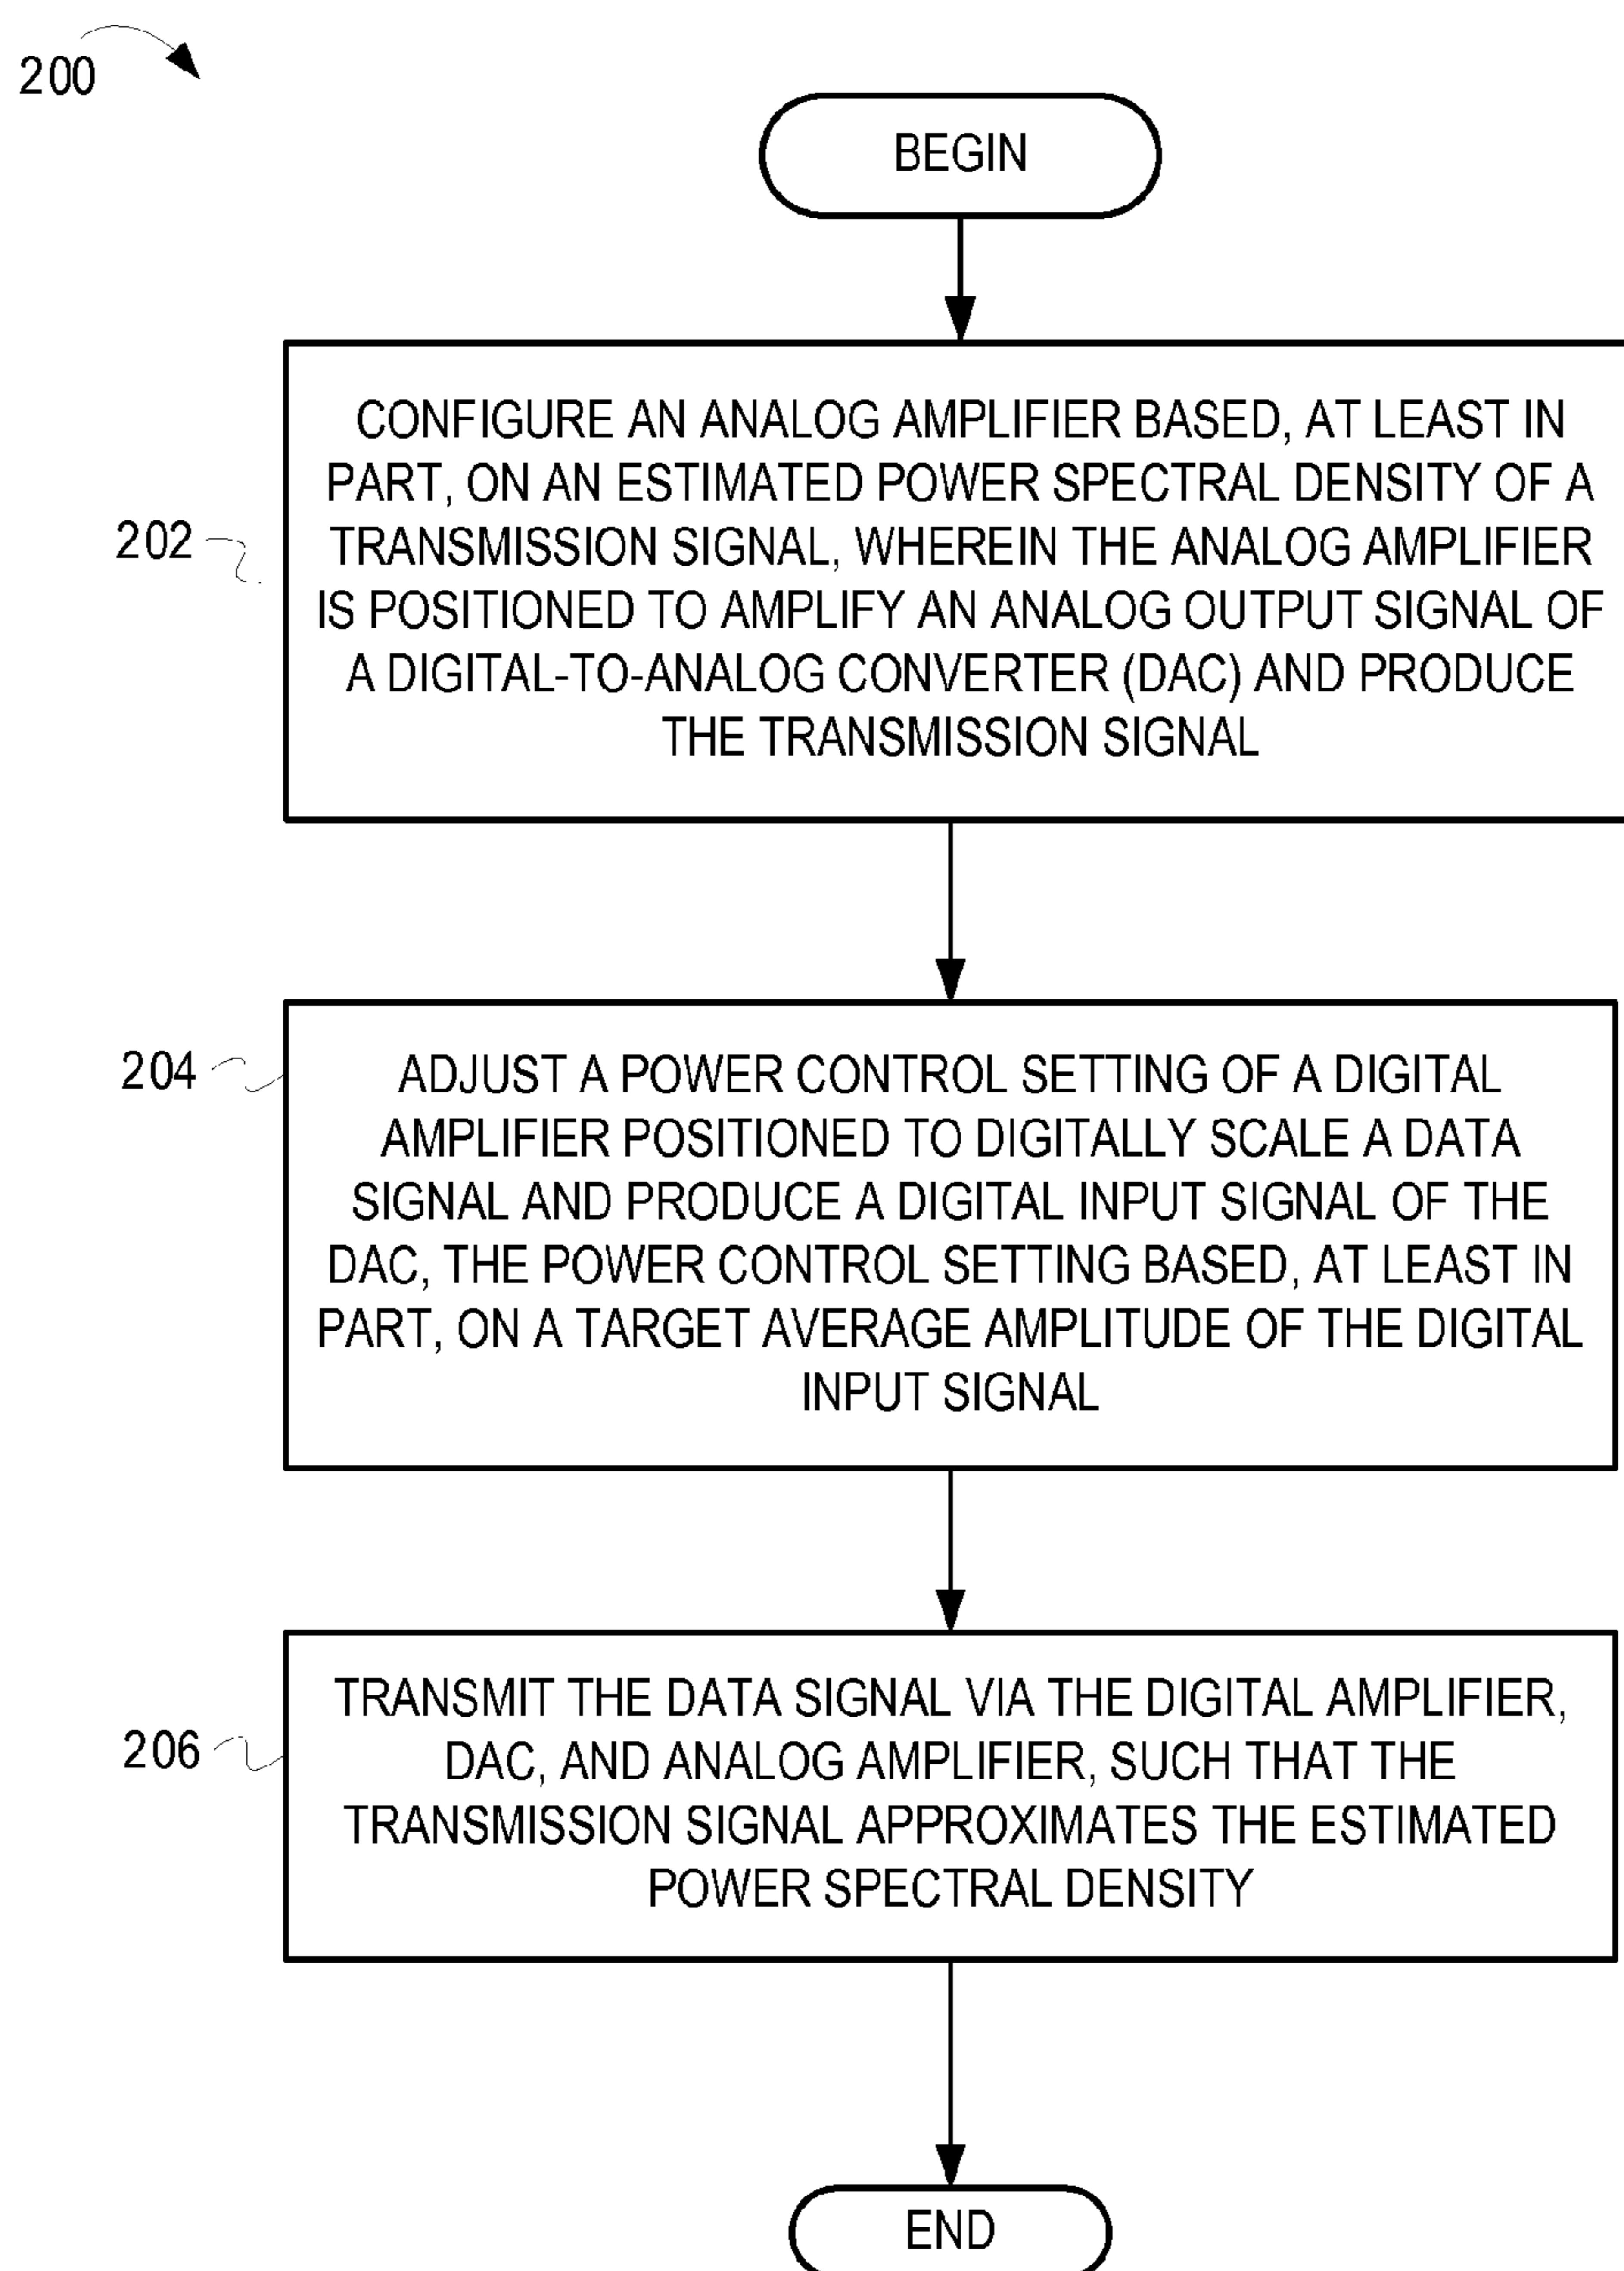 200
BEGIN
CONFIGURE AN ANALOG AMPLIFIER BASED, AT LEAST IN
PART, ON AN ESTIMATED POWER SPECTRAL DENSITY OF A
TRANSMISSION SIGNAL, WHEREIN THE ANALOG AMPLIFIER
202
IS POSITIONED TO AMPLIFY AN ANALOG OUTPUT SIGNAL OF
A DIGITAL-TO-ANALOG CONVERTER (DAC) AND PRODUCE
THE TRANSMISSION SIGNAL
204
ADJUST A POWER CONTROL SETTING OF A DIGITAL
AMPLIFIER POSITIONED TO DIGITALLY SCALE A DATA
SIGNAL AND PRODUCE A DIGITAL INPUT SIGNAL OF THE
DAC, THE POWER CONTROL SETTING BASED, AT LEAST IN
PART, ON A TARGET AVERAGE AMPLITUDE OF THE DIGITAL
INPUT SIGNAL
TRANSMIT THE DATA SIGNAL VIA THE DIGITAL AMPLIFIER,
206
DAC, AND ANALOG AMPLIFIER, SUCH THAT THE
TRANSMISSION SIGNAL APPROXIMATES THE ESTIMATED
POWER SPECTRAL DENSITY
END